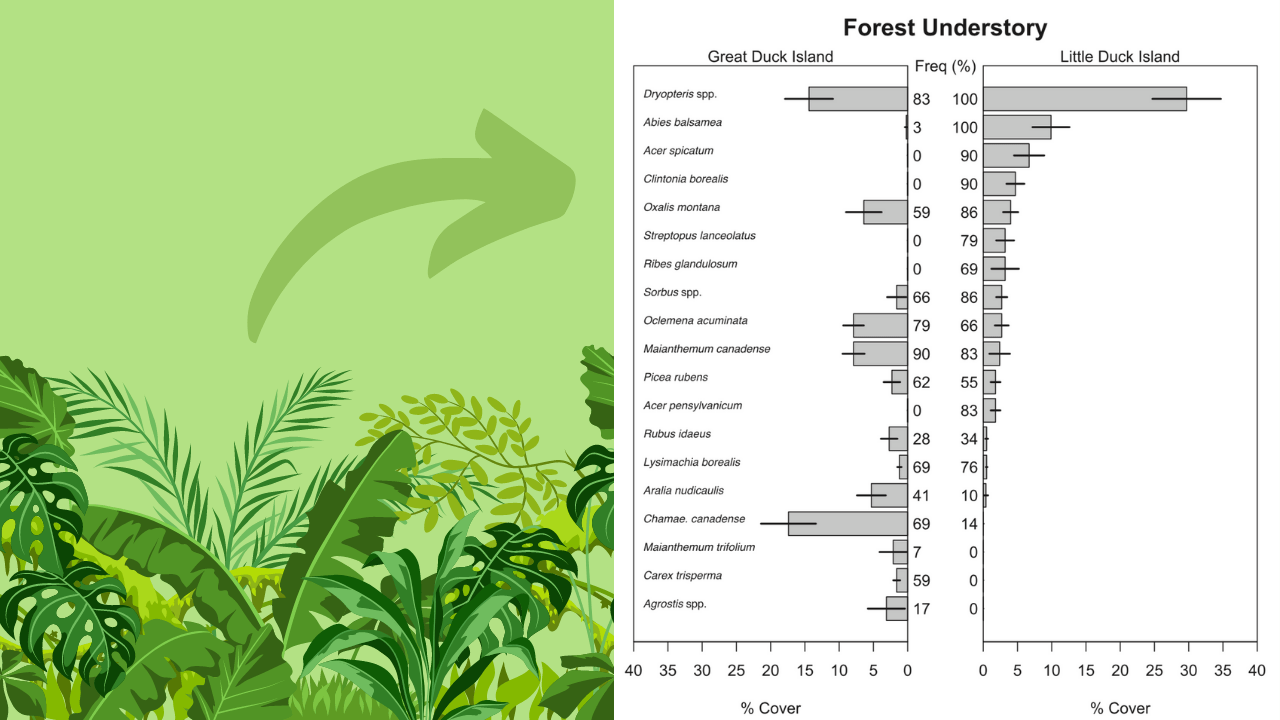 Forest Understory
Great Duck Island Freq (%) Little Duck Island
Dryopteris spp. 83 100
Abies balsamea 3 100
Acer spicatum 0 90
Clintonia borealis 0 90
Oxalis montana 59 86
Streptopus lanceolatus 0 79
Ribes glandulosum 0 69
Sorbus spp. 66 86
Oclemena acuminata 79 66
Maianthemum canadense 90 83
Picea rubens 62 55
Acer pensylvanicum 0 83
Rubus idaeus 28 34
Lysimachia borealis 69 76
Aralia nudicaulis 41 10
Chamae. canadense 69 14
Maianthemum trifolium 7 0
Carex trisperma 59 0
Agrostis spp. 17 0
40 35 30 25 20 15 10 5 0 0 5 10 15 20 25 30 35 40
% Cover % Cover